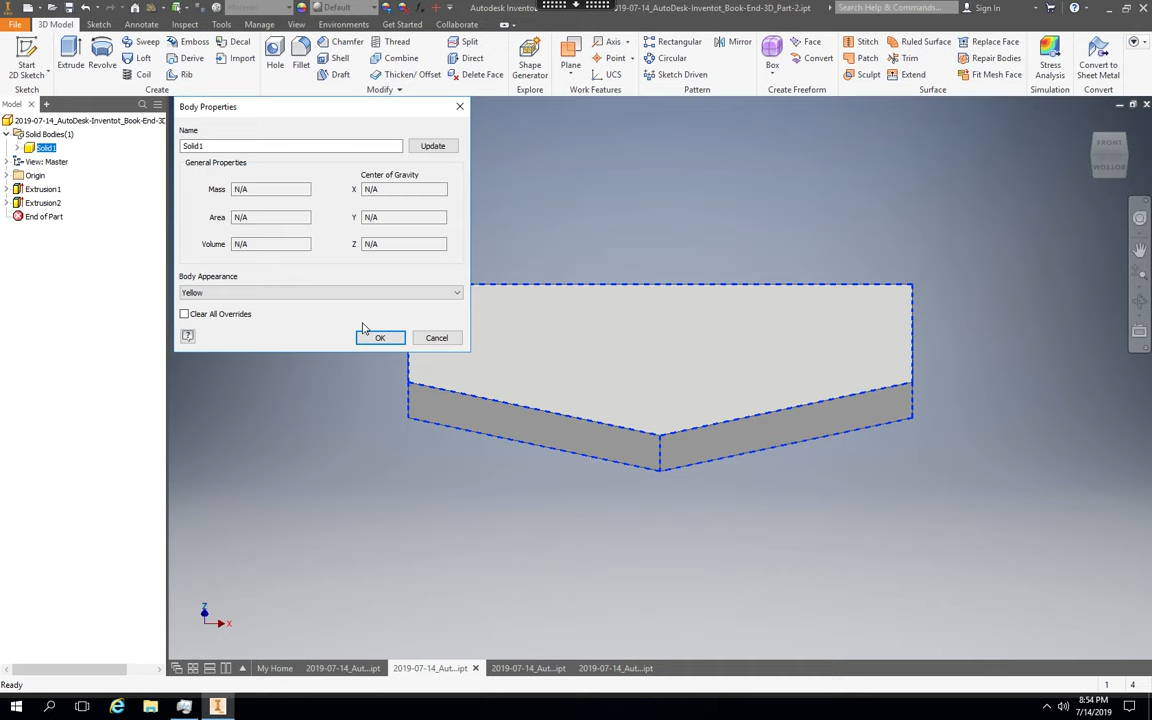 Default
Autodesk Inventor
19-07-14_AutoDesk-Inventot_Book-End-3D_Part-2.ipt
Search Help & Commands...
Sign In
File
3D Model
Sketch
Annotate
Inspect
Tools
Manage
View
Environments
Get Started
Collaborate
Start
2D Sketch
Sketch
Extrude
Revolve
Sweep
Emboss
Decal
Loft
Derive
Import
Coil
Rib
Create
Hole
Fillet
Chamfer
Thread
Split
Shell
Combine
Direct
Draft
Thicken/ Offset
Delete Face
Modify
Shape
Generator
Explore
Plane
Axis
Point
UCS
Work Features
Rectangular
Mirror
Circular
Sketch Driven
Pattern
Box
Face
Convert
Create Freeform
Stitch
Ruled Surface
Replace Face
Patch
Trim
Repair Bodies
Sculpt
Extend
Fit Mesh Face
Surface
Stress
Analysis
Simulation
Convert to
Sheet Metal
Convert
Model
2019-07-14_AutoDesk-Inventot_Book-End-3D
Solid Bodies(1)
Solid1
View: Master
Origin
Extrusion1
Extrusion2
End of Part
Body Properties
Name
Solid1
Update
General Properties
Center of Gravity
Mass
N/A
X
N/A
Area
N/A
Y
N/A
Volume
N/A
Z
N/A
Body Appearance
Yellow
Clear All Overrides
OK
Cancel
FRONT
BOTTOM
Z
X
My Home
2019-07-14_Aut...ipt
2019-07-14_Aut...ipt
2019-07-14_Aut...ipt
2019-07-14_Aut...ipt
Ready
1
4
8:54 PM
7/14/2019